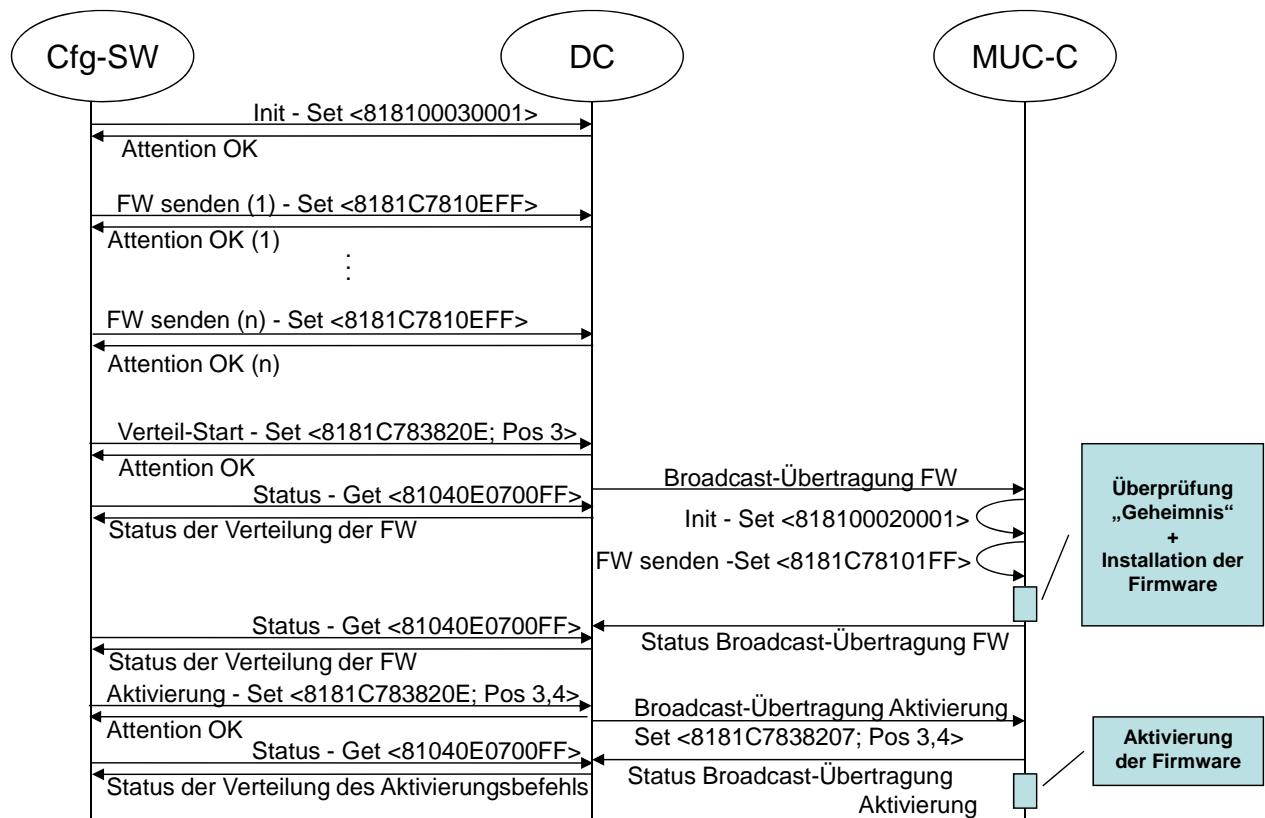 Cfg-SW
DC
MUC-C
Init - Set <818100030001>
Attention OK
FW senden (1) - Set <8181C7810EFF>
Attention OK (1)
FW senden (n) - Set <8181C7810EFF>
Attention OK (n)
Verteil-Start - Set <8181C783820E; Pos 3>
Attention OK
Broadcast-Übertragung FW
Status - Get <81040E0700FF>
Status der Verteilung der FW
Init - Set <818100020001>
FW senden -Set <8181C78101FF>
Überprüfung
„Geheimnis“
+
Installation der
Firmware
Status - Get <81040E0700FF>
Status Broadcast-Übertragung FW
Status der Verteilung der FW
Aktivierung - Set <8181C783820E; Pos 3,4>
Attention OK
Broadcast-Übertragung Aktivierung
Set <8181C7838207; Pos 3,4>
Status - Get <81040E0700FF>
Status der Verteilung des Aktivierungsbefehls
Status Broadcast-Übertragung
Aktivierung
Aktivierung
der Firmware